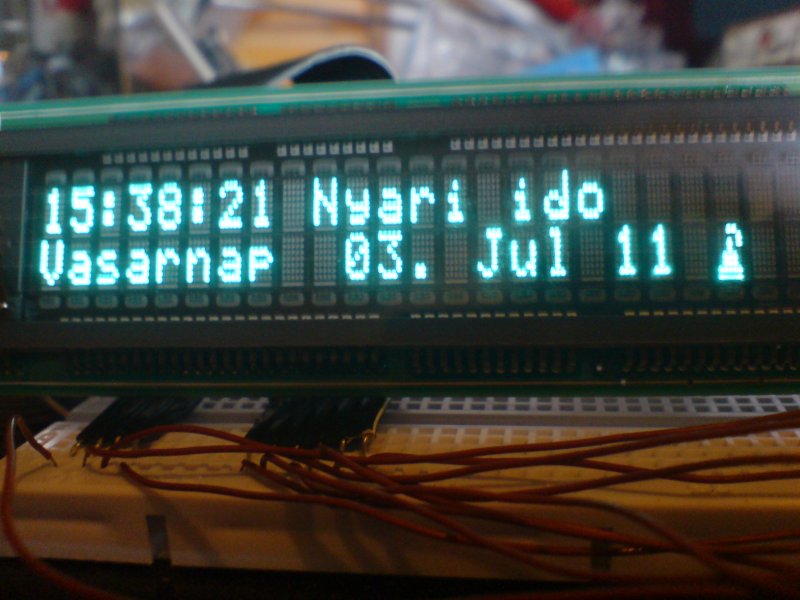 15:38:21 Nyari ido
Vasarnap 03. Jul 11